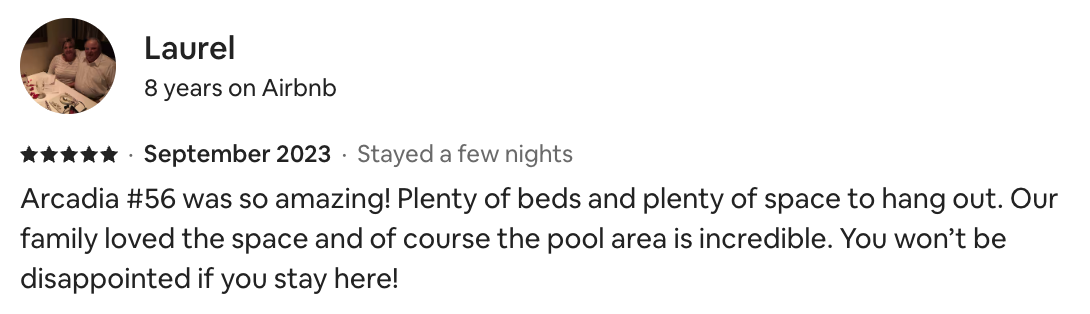 Laurel
8 years on Airbnb
★★★★★ · September 2023 · Stayed a few nights
Arcadia #56 was so amazing! Plenty of beds and plenty of space to hang out. Our
family loved the space and of course the pool area is incredible. You won’t be
disappointed if you stay here!